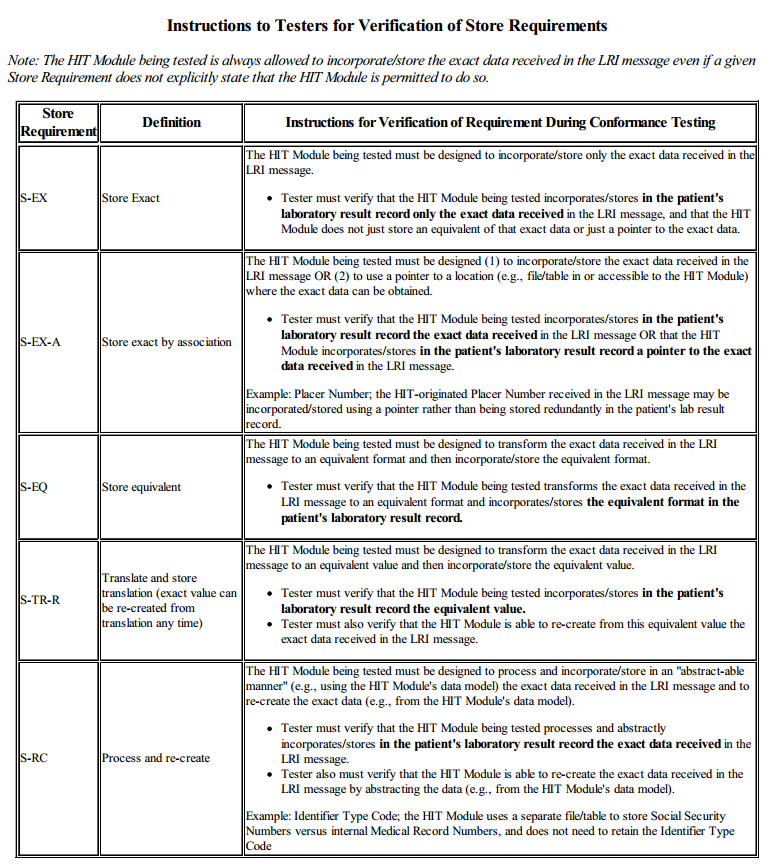 Instructions to Testers for Verification of Store Requirements
Note: The HIT Module being tested is always allowed to incorporate/store the exact data received in the LRI message even if a given
Store Requirement does not explicitly state that the HIT Module is permitted to do so.
Store
Requirement
Definition
Instructions for Verification of Requirement During Conformance Testing
S-EX
Store Exact
The HIT Module being tested must be designed to incorporate/store only the exact data received in the
LRI message.
• Tester must verify that the HIT Module being tested incorporates/stores in the patient's
laboratory result record only the exact data received in the LRI message, and that the HIT
Module does not just store an equivalent of that exact data or just a pointer to the exact data.
S-EX-A
Store exact by association
The HIT Module being tested must be designed (1) to incorporate/store the exact data received in the
LRI message OR (2) to use a pointer to a location (e.g., file/table in or accessible to the HIT Module)
where the exact data can be obtained.
• Tester must verify that the HIT Module being tested incorporates/stores in the patient's
laboratory result record the exact data received in the LRI message OR that the HIT
Module incorporates/stores in the patient's laboratory result record a pointer to the exact
data received in the LRI message.
Example: Placer Number; the HIT-originated Placer Number received in the LRI message may be
incorporated/stored using a pointer rather than being stored redundantly in the patient's lab result
record.
S-EQ
Store equivalent
The HIT Module being tested must be designed to transform the exact data received in the LRI
message to an equivalent format and then incorporate/store the equivalent format.
• Tester must verify that the HIT Module being tested transforms the exact data received in the
LRI message to an equivalent format and incorporates/stores the equivalent format in the
patient's laboratory result record.
S-TR-R
Translate and store
translation (exact value can
be re-created from
translation any time)
The HIT Module being tested must be designed to transform the exact data received in the LRI
message to an equivalent value and then incorporate/store the equivalent value.
• Tester must verify that the HIT Module being tested incorporates/stores in the patient's
laboratory result record the equivalent value.
• Tester must also verify that the HIT Module is able to re-create from this equivalent value the
exact data received in the LRI message.
S-RC
Process and re-create
The HIT Module being tested must be designed to process and incorporate/store in an "abstract-able
manner" (e.g., using the HIT Module's data model) the exact data received in the LRI message and to
re-create the exact data (e.g., from the HIT Module's data model).
• Tester must verify that the HIT Module being tested processes and abstractly
incorporates/stores in the patient's laboratory result record the exact data received in the
LRI message.
• Tester also must verify that the HIT Module is able to re-create the exact data received in the
LRI message by abstracting the data (e.g., from the HIT Module's data model).
Example: Identifier Type Code; the HIT Module uses a separate file/table to store Social Security
Numbers versus internal Medical Record Numbers, and does not need to retain the Identifier Type
Code